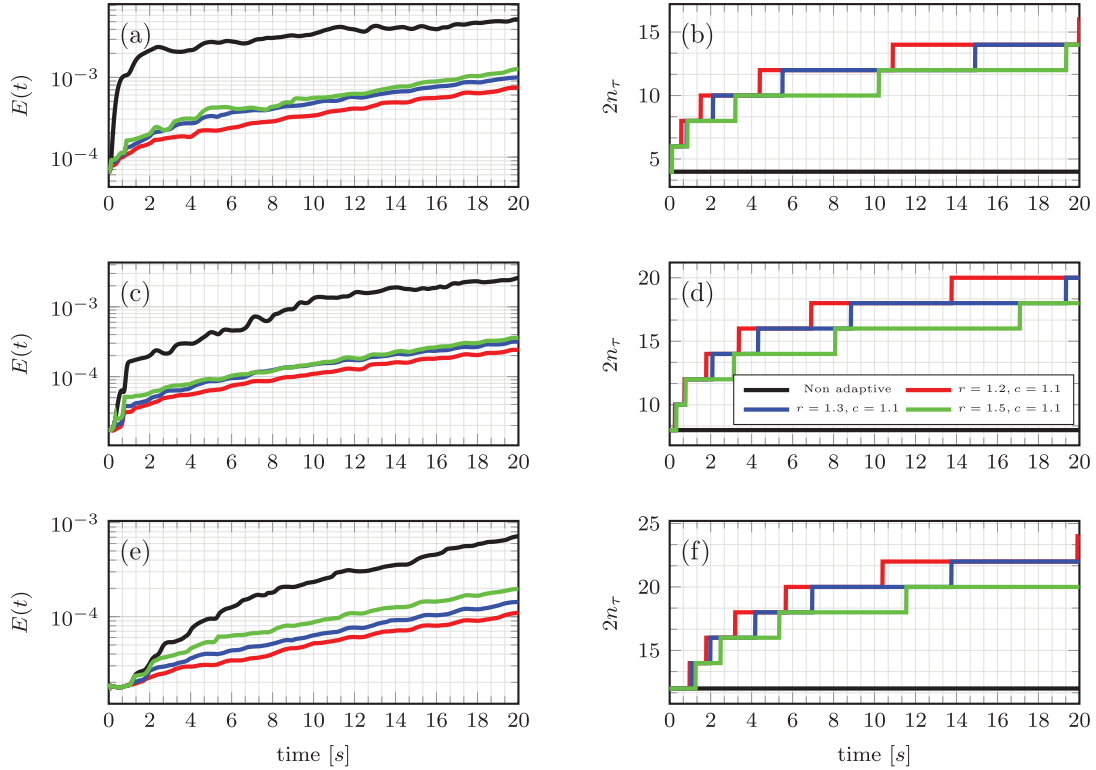 (a)
E(t)
10⁻³
10⁻⁴
0 2 4 6 8 10 12 14 16 18 20
(b)
2nτ
15
10
5
0 2 4 6 8 10 12 14 16 18 20
(c)
E(t)
10⁻³
10⁻⁴
0 2 4 6 8 10 12 14 16 18 20
(d)
2nτ
20
15
10
Non adaptive r = 1.2, c = 1.1
r = 1.3, c = 1.1 r = 1.5, c = 1.1
0 2 4 6 8 10 12 14 16 18 20
(e)
E(t)
10⁻³
10⁻⁴
0 2 4 6 8 10 12 14 16 18 20
time [s]
(f)
2nτ
25
20
15
0 2 4 6 8 10 12 14 16 18 20
time [s]